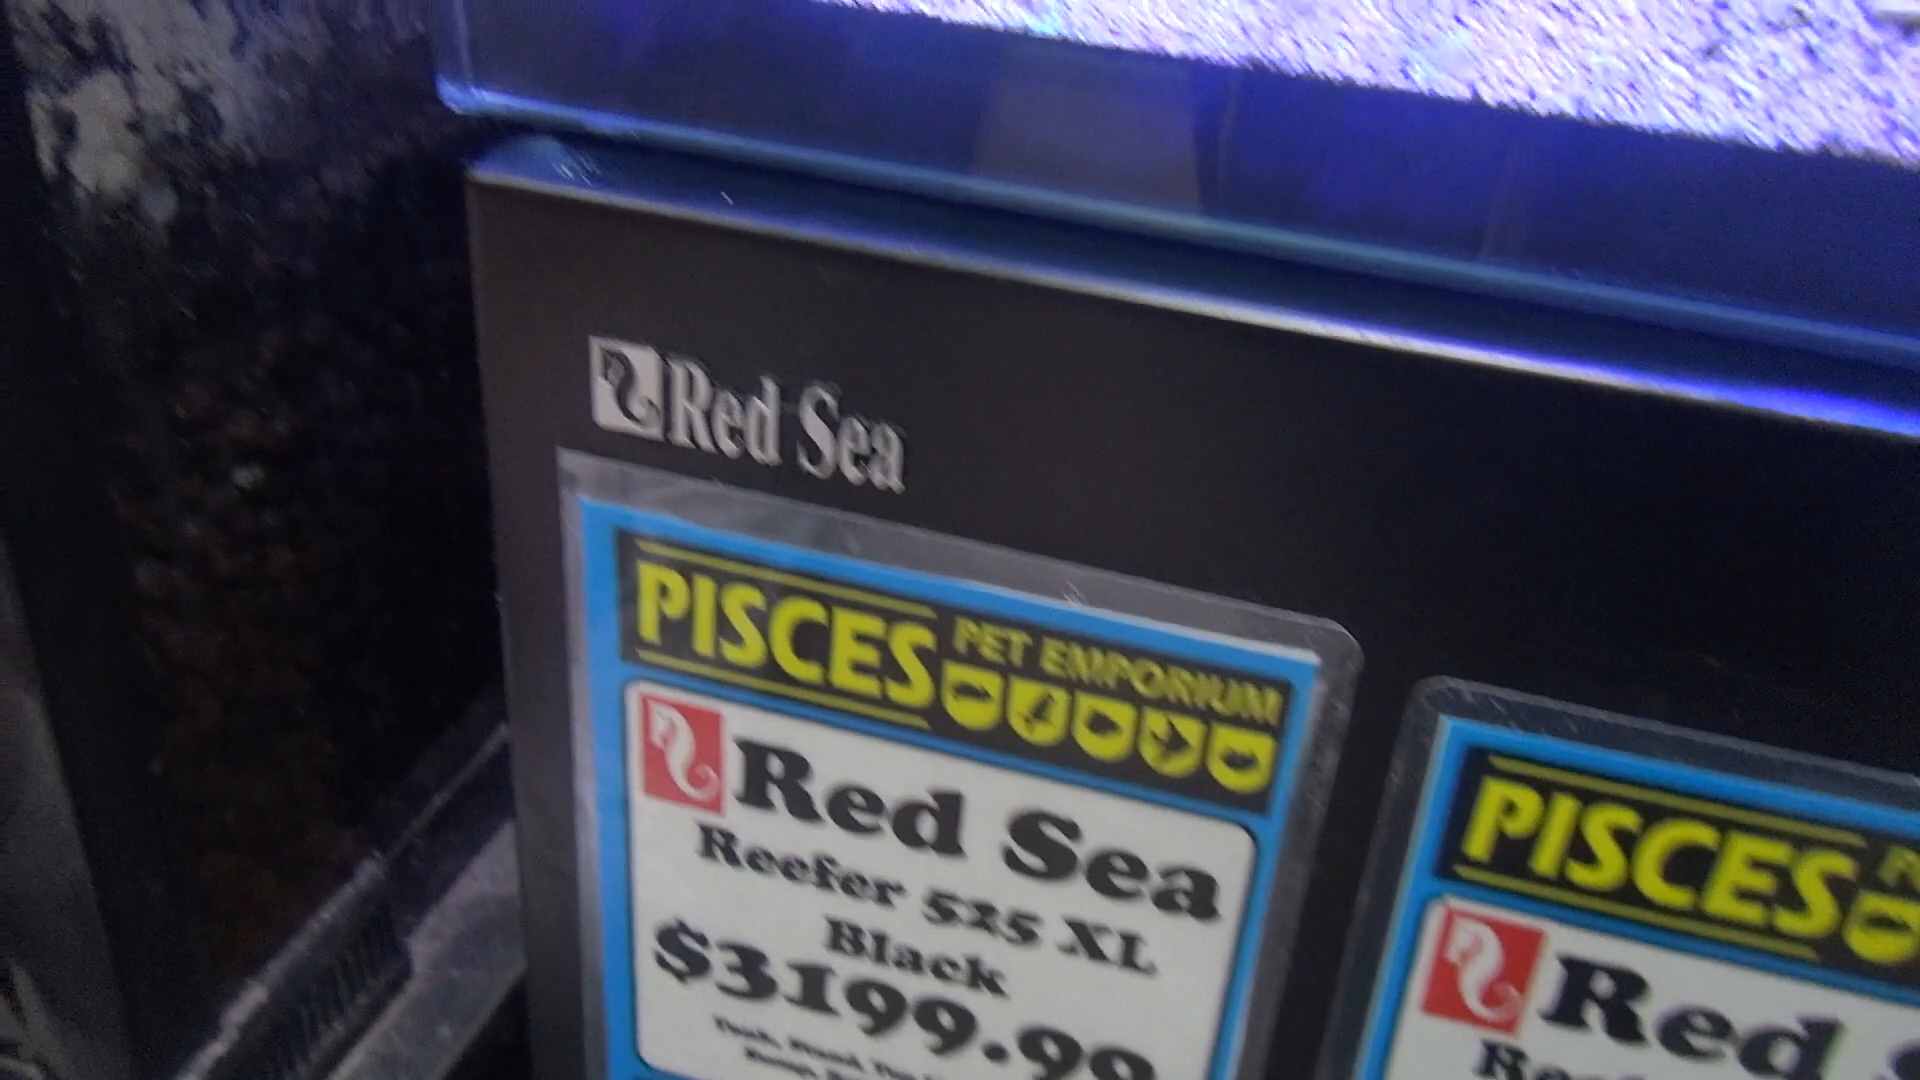 Red Sea
PISCES PET EMPORIUM
Red Sea
Reefer 525 XL
Black
$3199.99
PISCES
Red